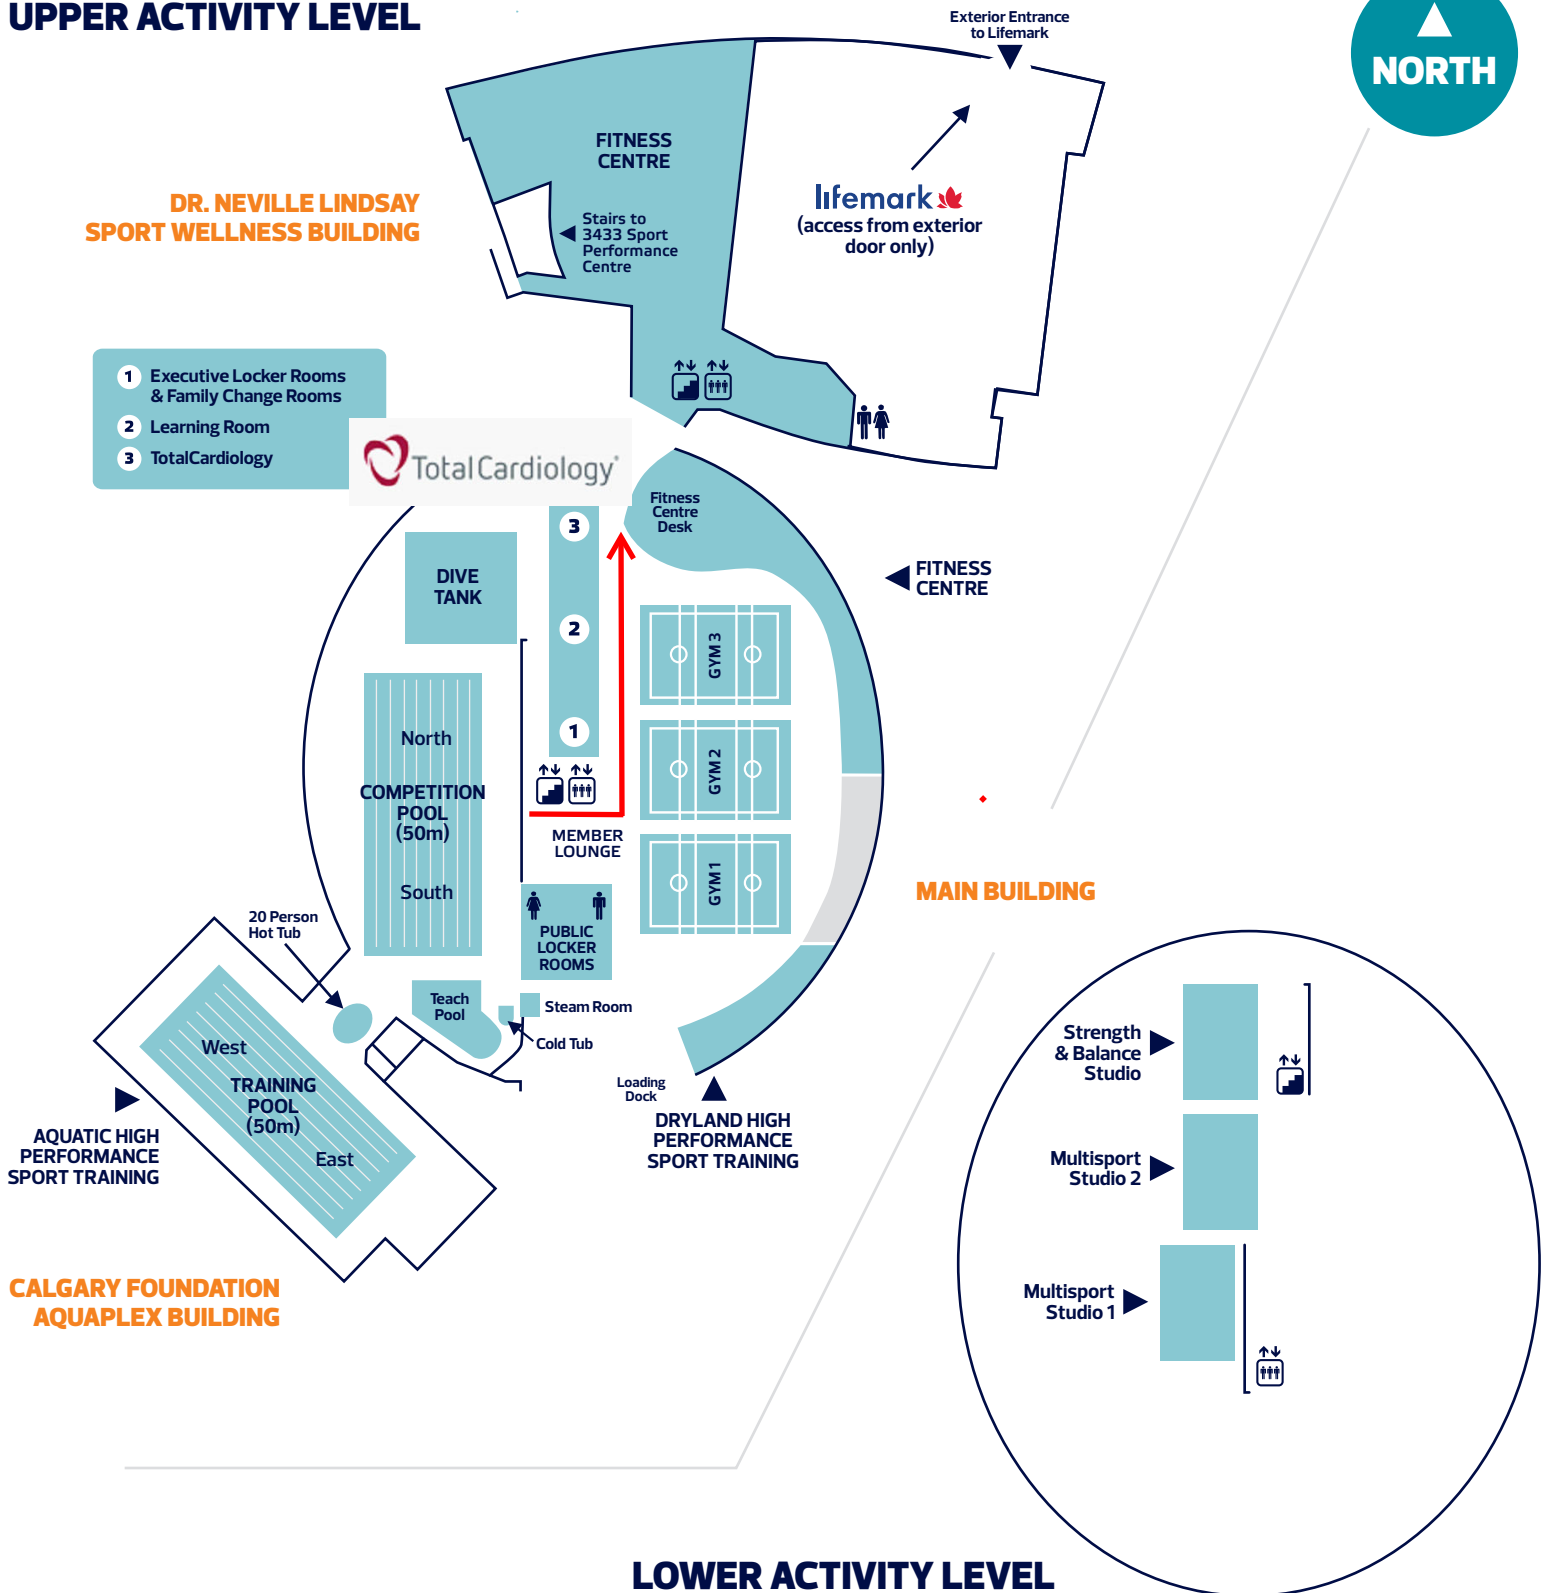 UPPER ACTIVITY LEVEL
Exterior Entrance
to Lifemark
NORTH
FITNESS
CENTRE
lifemark
(access from exterior
door only)
DR. NEVILLE LINDSAY
SPORT WELLNESS BUILDING
Stairs to
3433 Sport
Performance
Centre
1 Executive Locker Rooms
& Family Change Rooms
2 Learning Room
3 TotalCardiology
TotalCardiology
Fitness
Centre
Desk
3
DIVE
TANK
FITNESS
CENTRE
2
GYM 3
1
North
GYM 2
COMPETITION
POOL
(50m)
MEMBER
LOUNGE
South
GYM 1
MAIN BUILDING
20 Person
Hot Tub
PUBLIC
LOCKER
ROOMS
Teach
Pool
Steam Room
Cold Tub
West
TRAINING
POOL
(50m)
East
Loading
Dock
DRYLAND HIGH
PERFORMANCE
SPORT TRAINING
AQUATIC HIGH
PERFORMANCE
SPORT TRAINING
CALGARY FOUNDATION
AQUAPLEX BUILDING
Strength
& Balance
Studio
Multisport
Studio 2
Multisport
Studio 1
LOWER ACTIVITY LEVEL